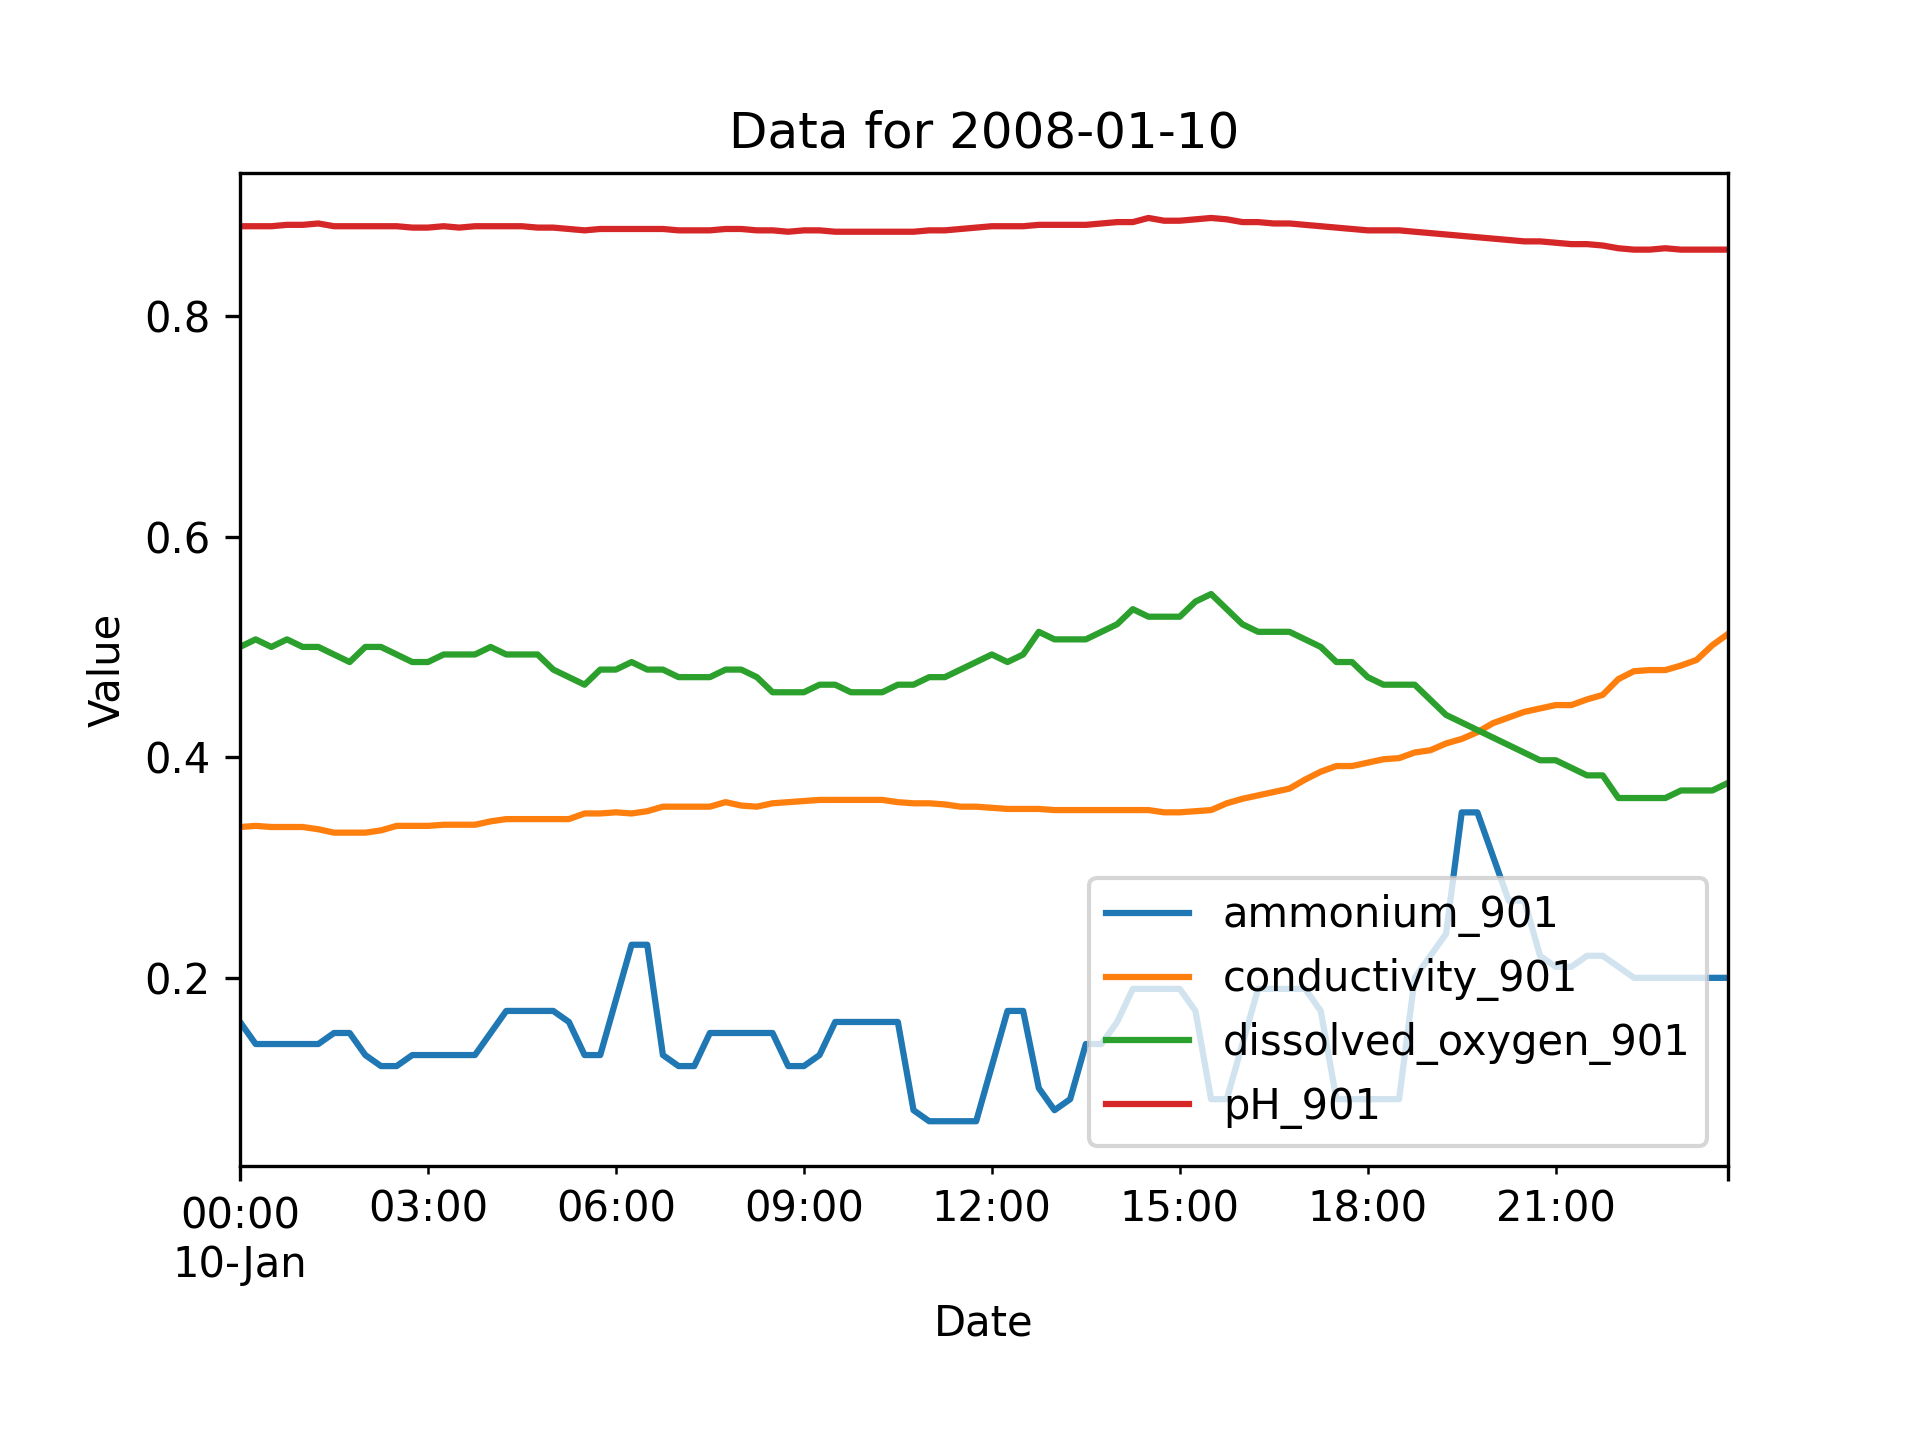 Data for 2008-01-10
Value
0.8
0.6
0.4
0.2
ammonium_901
conductivity_901
dissolved_oxygen_901
pH_901
00:00 03:00 06:00 09:00 12:00 15:00 18:00 21:00
10-Jan
Date